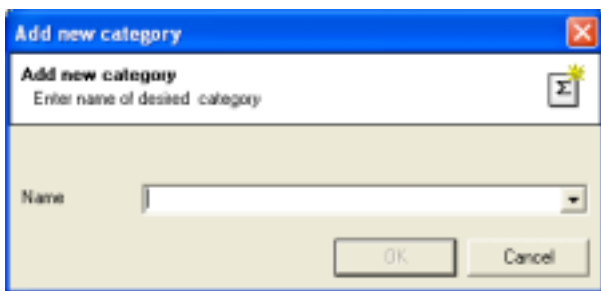 Add new category
Add new category
Enter name of desired category
Σ
Name
OK
Cancel